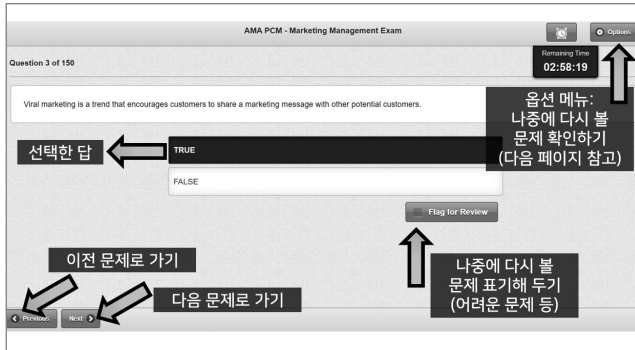 AMA PCM - Marketing Management Exam
Options
Question 3 of 150
Remaining Time
02:58:19
Viral marketing is a trend that encourages customers to share a marketing message with other potential customers.
옵션 메뉴:
나중에 다시 볼
문제 확인하기
(다음 페이지 참고)
선택한 답
TRUE
FALSE
Flag for Review
이전 문제로 가기
다음 문제로 가기
나중에 다시 볼
문제 표기해 두기
(어려운 문제 등)
Previous
Next